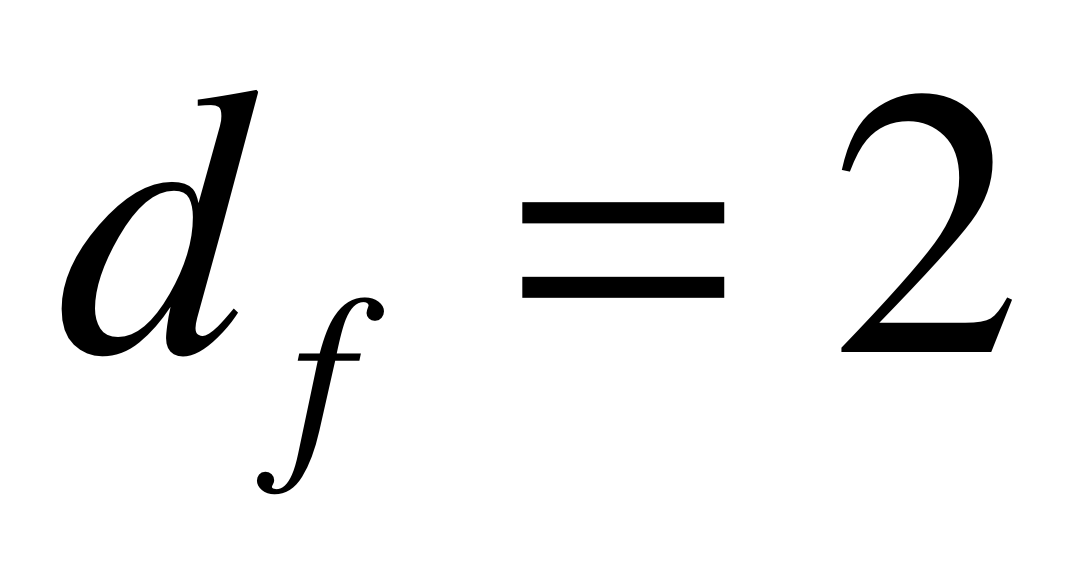 d_f = 2